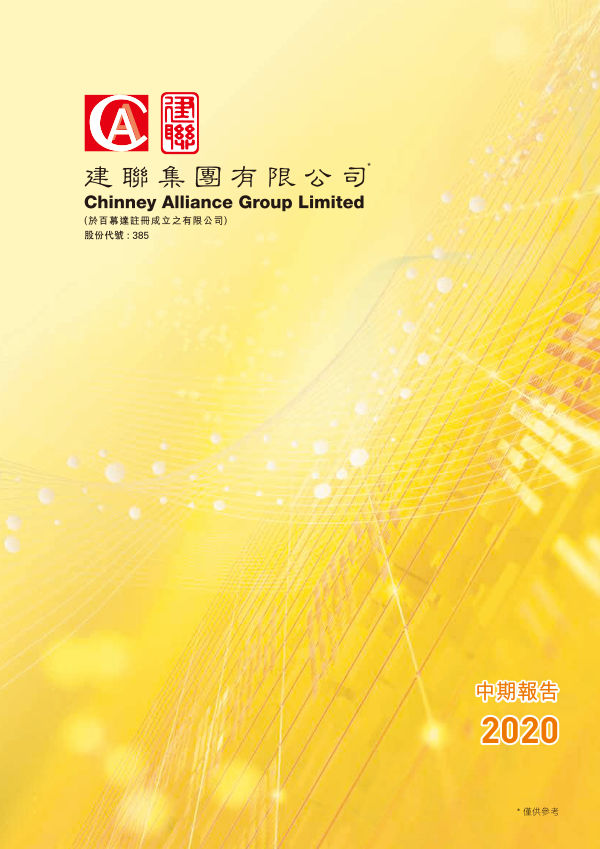 CA 建聯
建聯集團有限公司*
Chinney Alliance Group Limited
(於百慕達註冊成立之有限公司)
股份代號 : 385
中期報告
2020
* 僅供參考